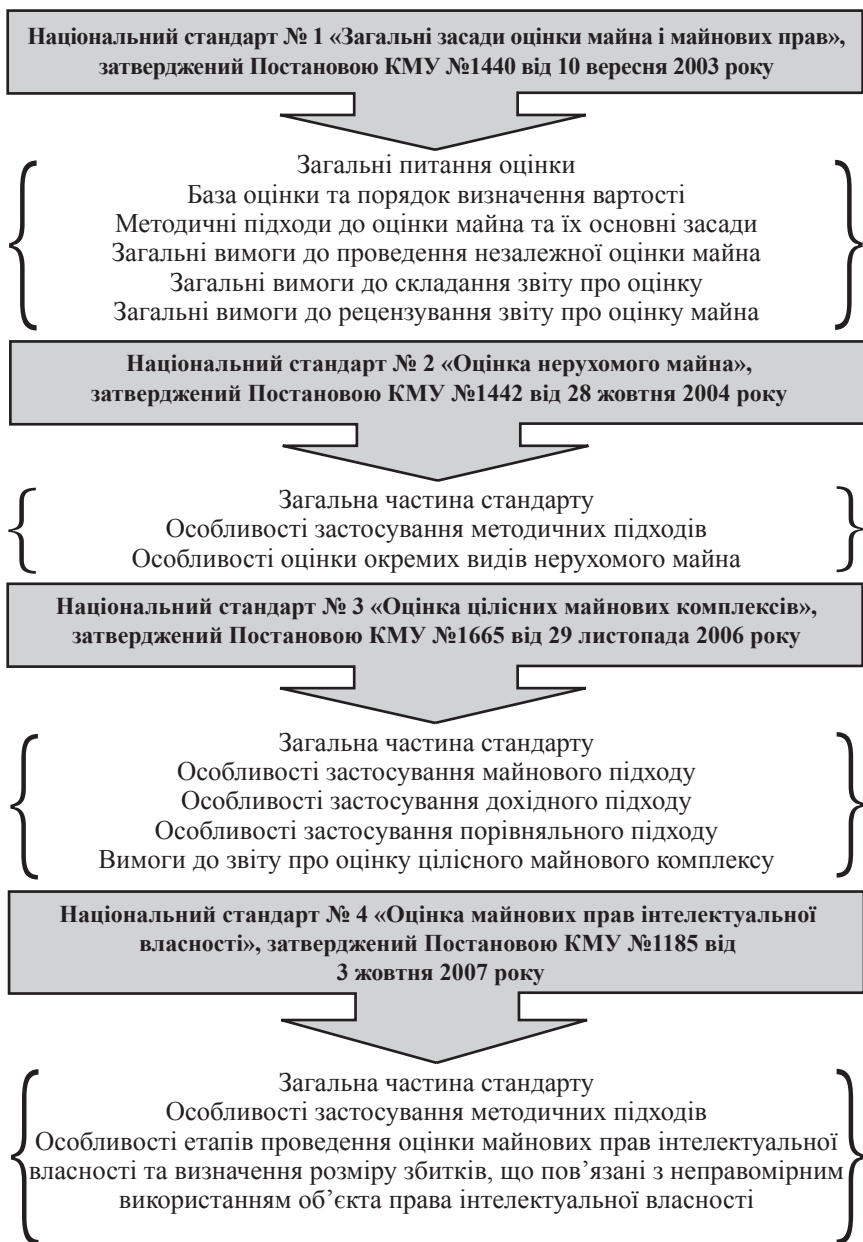 Національний стандарт № 1 «Загальні засади оцінки майна і майнових прав»,
затверджений Постановою КМУ №1440 від 10 вересня 2003 року
Загальні питання оцінки
База оцінки та порядок визначення вартості
Методичні підходи до оцінки майна та їх основні засади
Загальні вимоги до проведення незалежної оцінки майна
Загальні вимоги до складання звіту про оцінку
Загальні вимоги до рецензування звіту про оцінку майна
Національний стандарт № 2 «Оцінка нерухомого майна»,
затверджений Постановою КМУ №1442 від 28 жовтня 2004 року
Загальна частина стандарту
Особливості застосування методичних підходів
Особливості оцінки окремих видів нерухомого майна
Національний стандарт № 3 «Оцінка цілісних майнових комплексів»,
затверджений Постановою КМУ №1665 від 29 листопада 2006 року
Загальна частина стандарту
Особливості застосування майнового підходу
Особливості застосування дохідного підходу
Особливості застосування порівняльного підходу
Вимоги до звіту про оцінку цілісного майнового комплексу
Національний стандарт № 4 «Оцінка майнових прав інтелектуальної
власності», затверджений Постановою КМУ №1185 від
3 жовтня 2007 року
Загальна частина стандарту
Особливості застосування методичних підходів
Особливості етапів проведення оцінки майнових прав інтелектуальної
власності та визначення розміру збитків, що пов’язані з неправомірним
використанням об’єкта права інтелектуальної власності